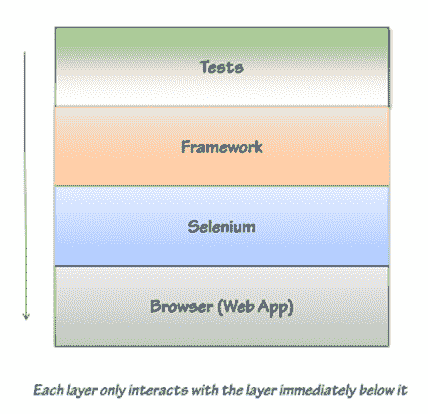 Tests
Framework
Selenium
Browser (Web App)
Each layer only interacts with the layer immediately below it